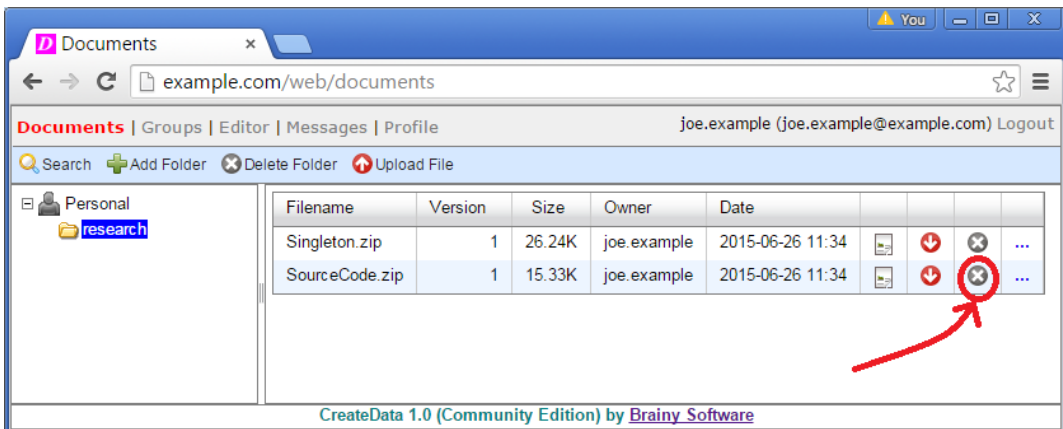 You
D Documents
example.com/web/documents
Documents | Groups | Editor | Messages | Profile joe.example (joe.example@example.com) Logout
Search Add Folder Delete Folder Upload File
Personal
research
Filename Version Size Owner Date
Singleton.zip 1 26.24K joe.example 2015-06-26 11:34 ...
SourceCode.zip 1 15.33K joe.example 2015-06-26 11:34 ...
CreateData 1.0 (Community Edition) by Brainy Software